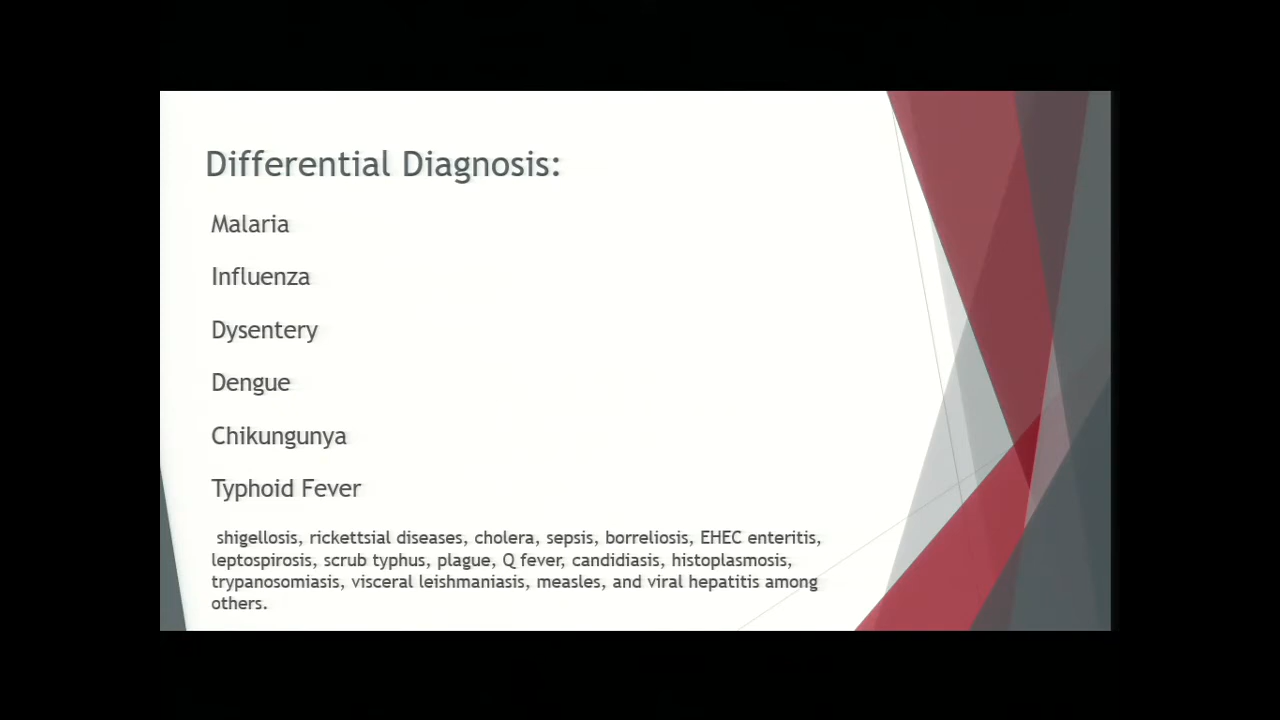 Differential Diagnosis:
Malaria
Influenza
Dysentery
Dengue
Chikungunya
Typhoid Fever
shigellosis, rickettsial diseases, cholera, sepsis, borreliosis, EHEC enteritis,
leptospirosis, scrub typhus, plague, Q fever, candidiasis, histoplasmosis,
trypanosomiasis, visceral leishmaniasis, measles, and viral hepatitis among
others.